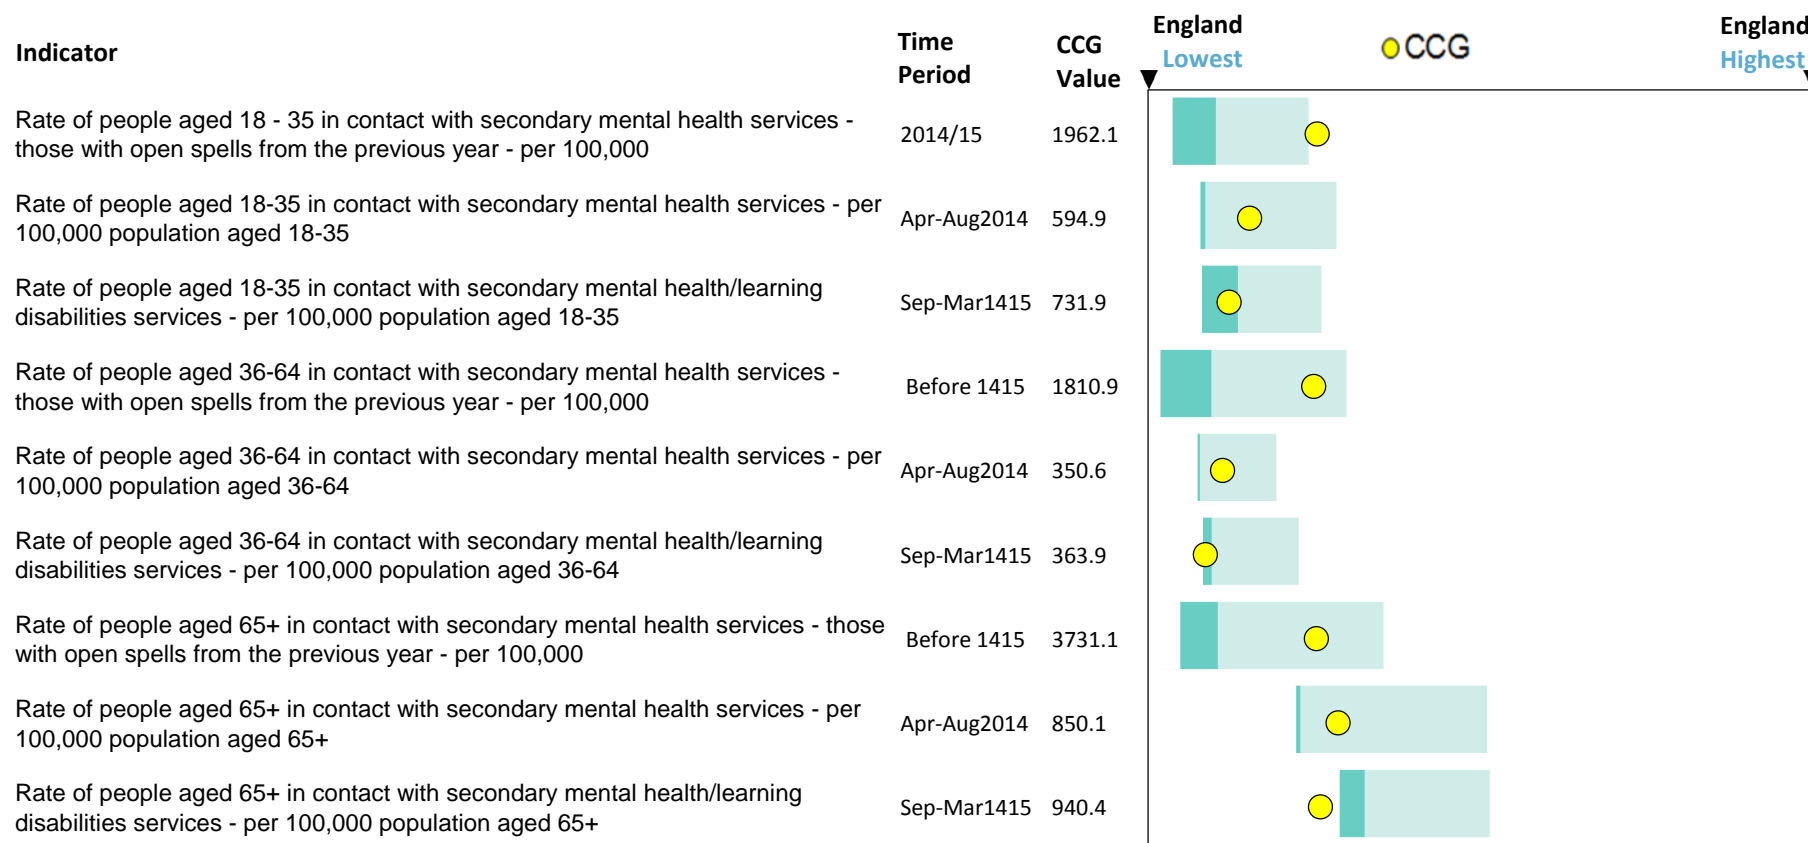 Indicator
Time Period
CCG Value
England Lowest
CCG
England Highest
Rate of people aged 18 - 35 in contact with secondary mental health services -
those with open spells from the previous year - per 100,000
2014/15 1962.1
Rate of people aged 18-35 in contact with secondary mental health services - per
100,000 population aged 18-35
Apr-Aug2014 594.9
Rate of people aged 18-35 in contact with secondary mental health/learning
disabilities services - per 100,000 population aged 18-35
Sep-Mar1415 731.9
Rate of people aged 36-64 in contact with secondary mental health services -
those with open spells from the previous year - per 100,000
Before 1415 1810.9
Rate of people aged 36-64 in contact with secondary mental health services - per
100,000 population aged 36-64
Apr-Aug2014 350.6
Rate of people aged 36-64 in contact with secondary mental health/learning
disabilities services - per 100,000 population aged 36-64
Sep-Mar1415 363.9
Rate of people aged 65+ in contact with secondary mental health services - those
with open spells from the previous year - per 100,000
Before 1415 3731.1
Rate of people aged 65+ in contact with secondary mental health services - per
100,000 population aged 65+
Apr-Aug2014 850.1
Rate of people aged 65+ in contact with secondary mental health/learning
disabilities services - per 100,000 population aged 65+
Sep-Mar1415 940.4